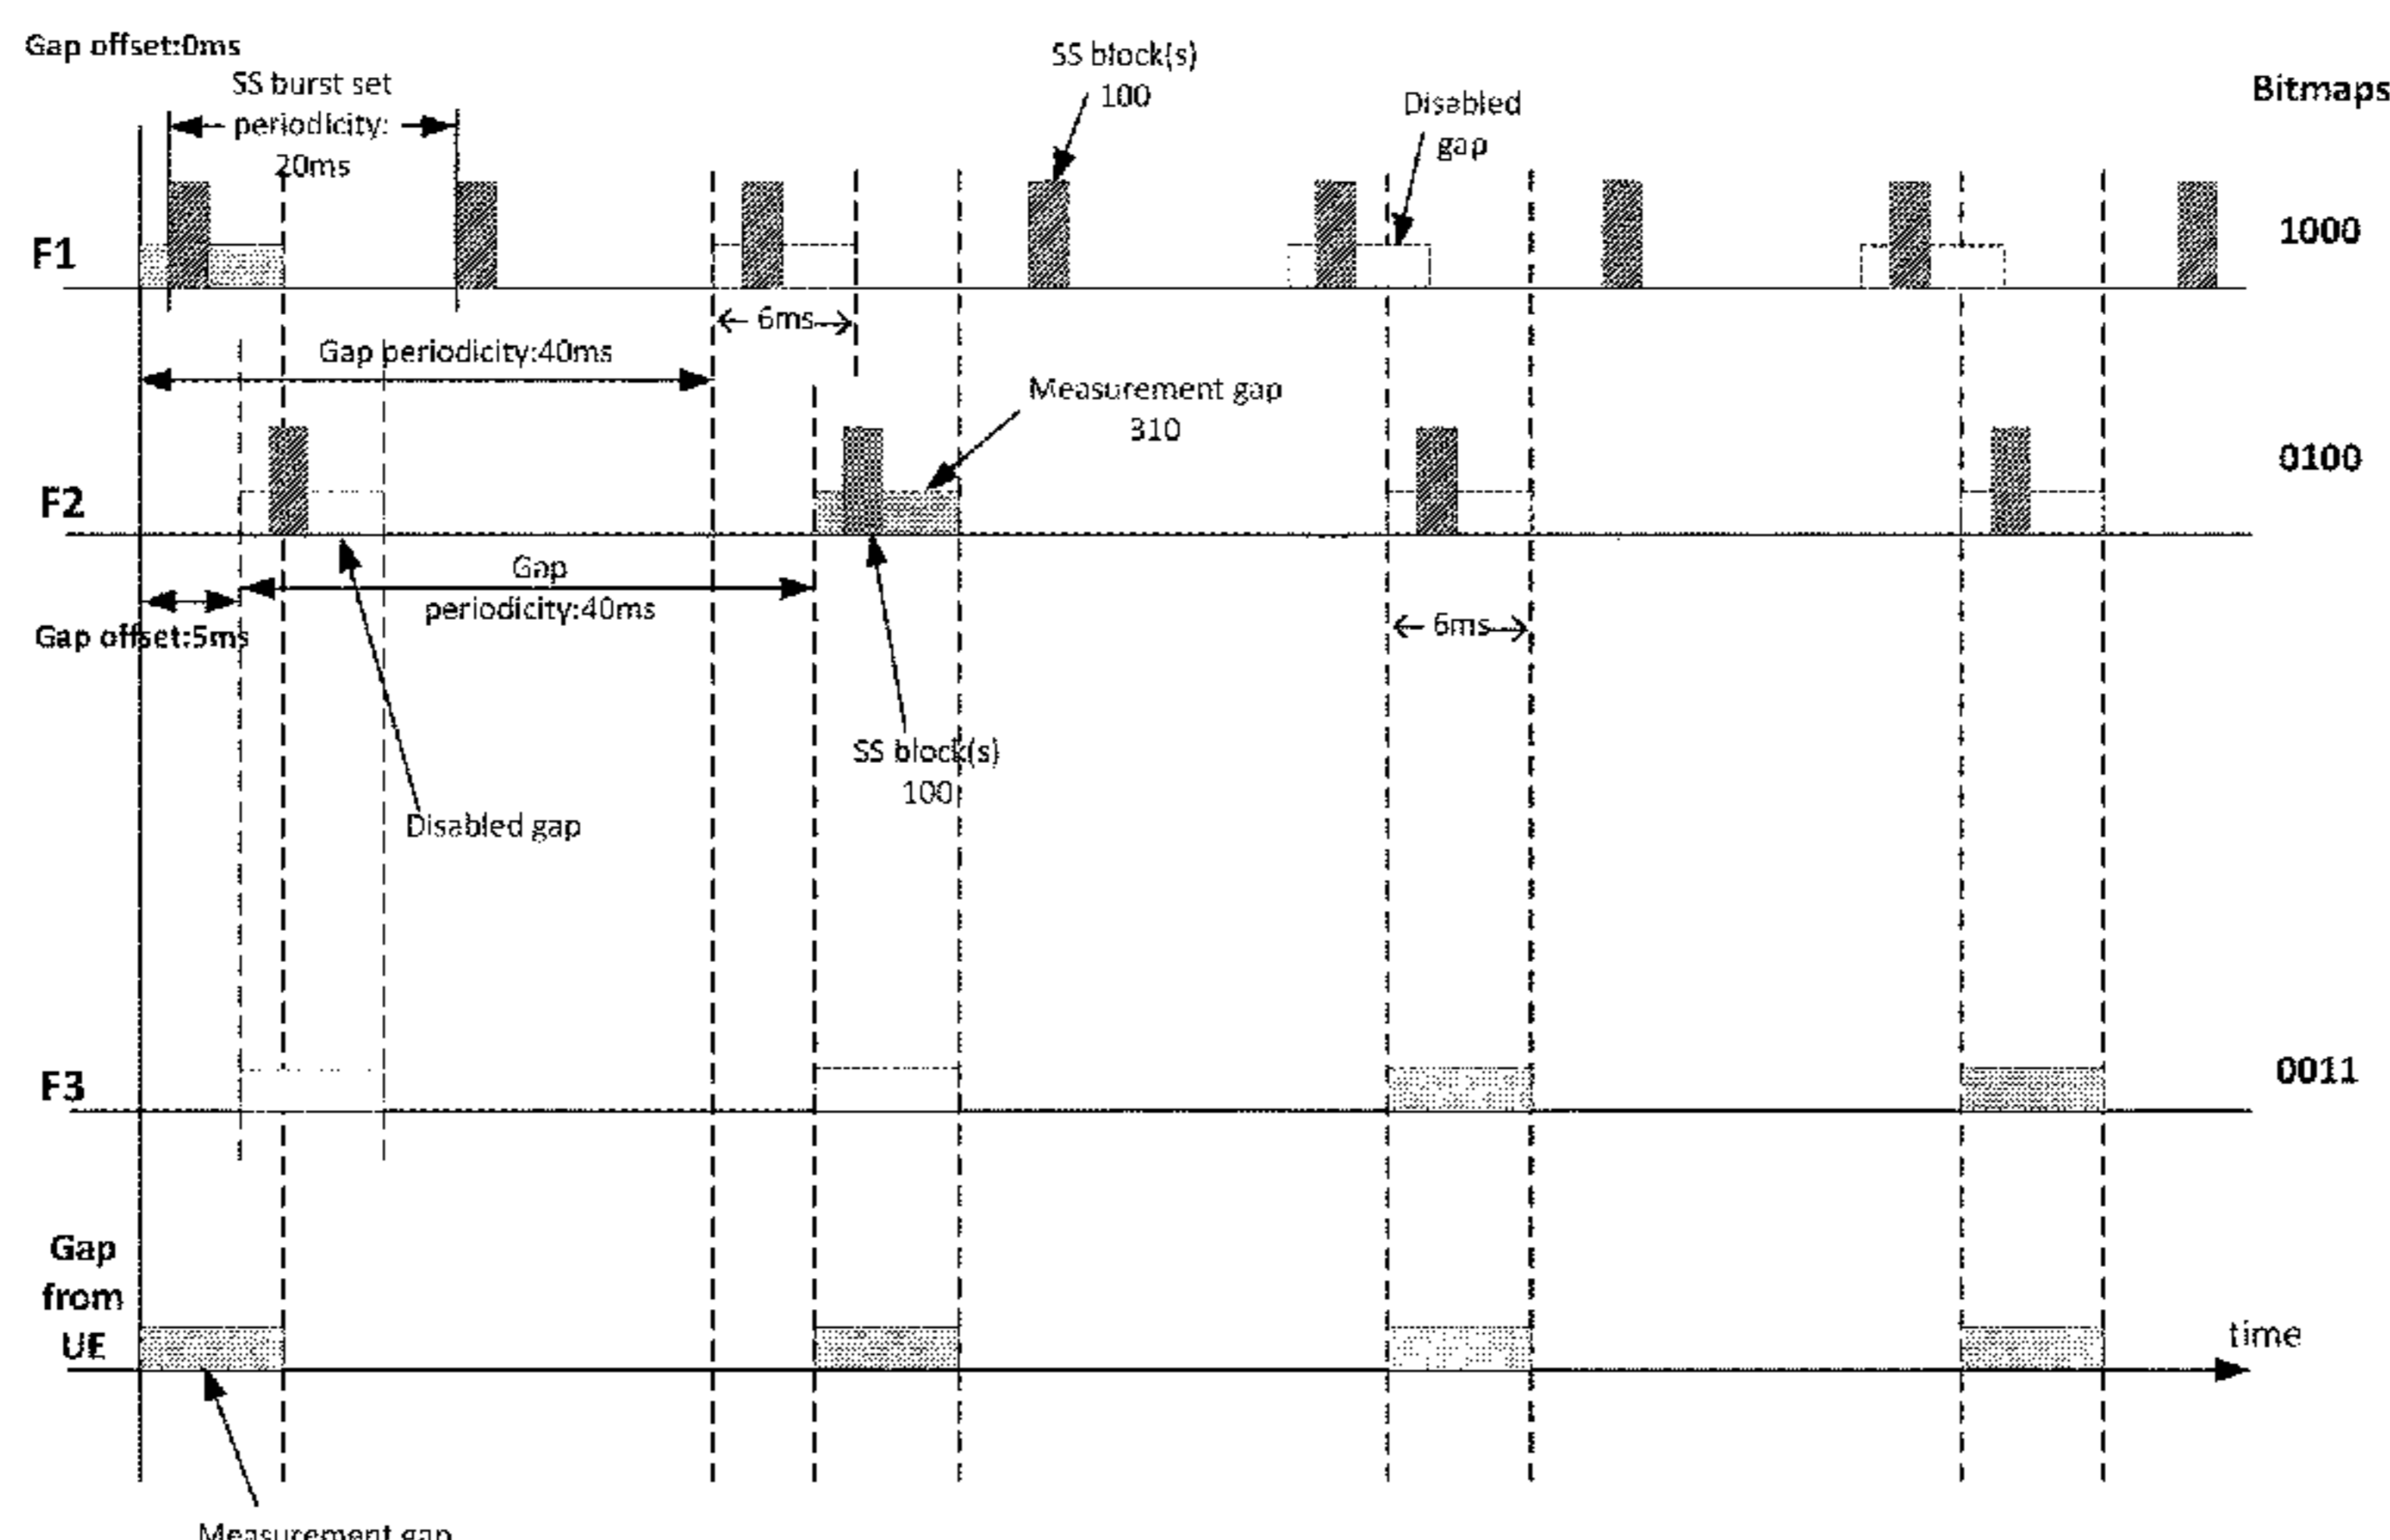 Gap offset:0ms
SS burst set
periodicity:
20ms
SS block(s)
100
Disabled
gap
Bitmaps
F1
1000
6ms
Gap periodicity:40ms
Measurement gap
310
F2
0100
Gap
periodicity:40ms
Gap offset:5ms
6ms
SS block(s)
100
Disabled gap
F3
0011
Gap
from
UE
time
Measurement gap